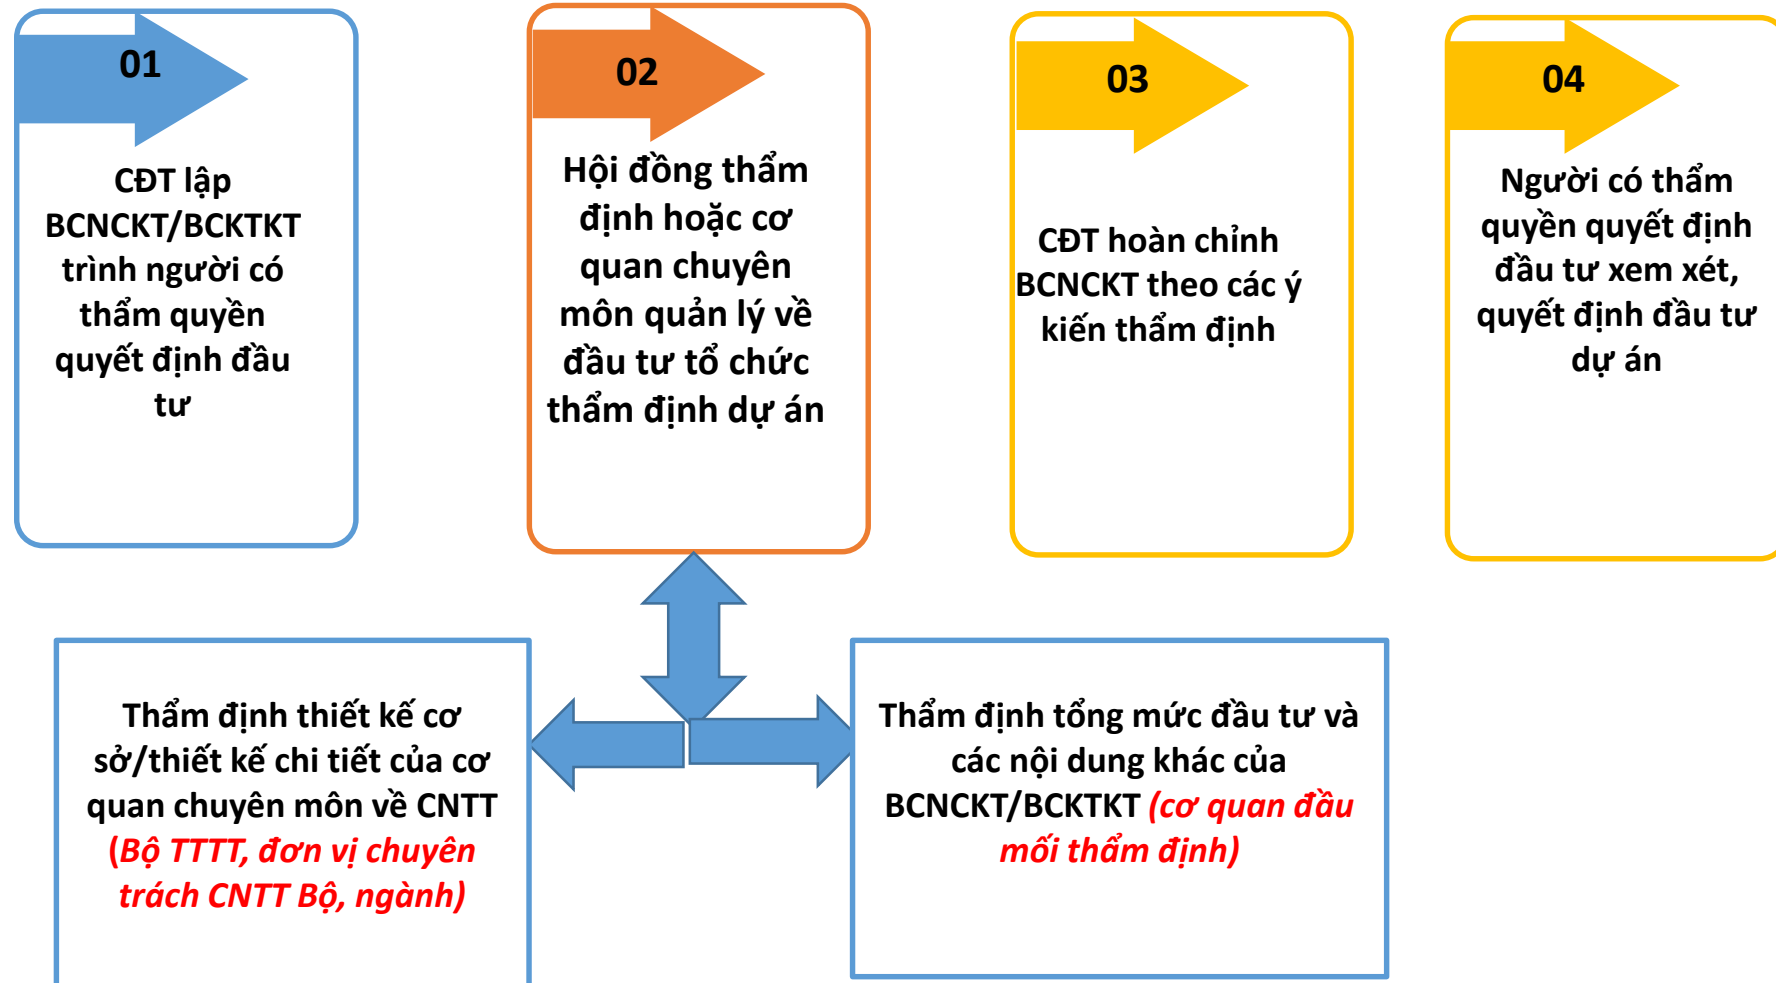 01
CĐT lập
BCNCKT/BCKTKT
trình người có
thẩm quyền
quyết định đầu
tư
02
Hội đồng thẩm
định hoặc cơ
quan chuyên
môn quản lý về
đầu tư tổ chức
thẩm định dự án
03
CĐT hoàn chỉnh
BCNCKT theo các ý
kiến thẩm định
04
Người có thẩm
quyền quyết định
đầu tư xem xét,
quyết định đầu tư
dự án
Thẩm định thiết kế cơ
sở/thiết kế chi tiết của cơ
quan chuyên môn về CNTT
(Bộ TTTT, đơn vị chuyên
trách CNTT Bộ, ngành)
Thẩm định tổng mức đầu tư và
các nội dung khác của
BCNCKT/BCKTKT (cơ quan đầu
mối thẩm định)